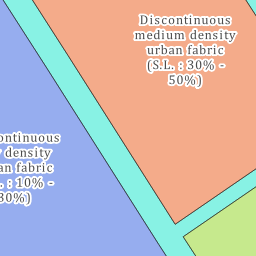 Discontinuous
medium density
urban fabric
(S.L. : 30% -
50%)
ontinuous
density
an fabric
. : 10% -
30%)